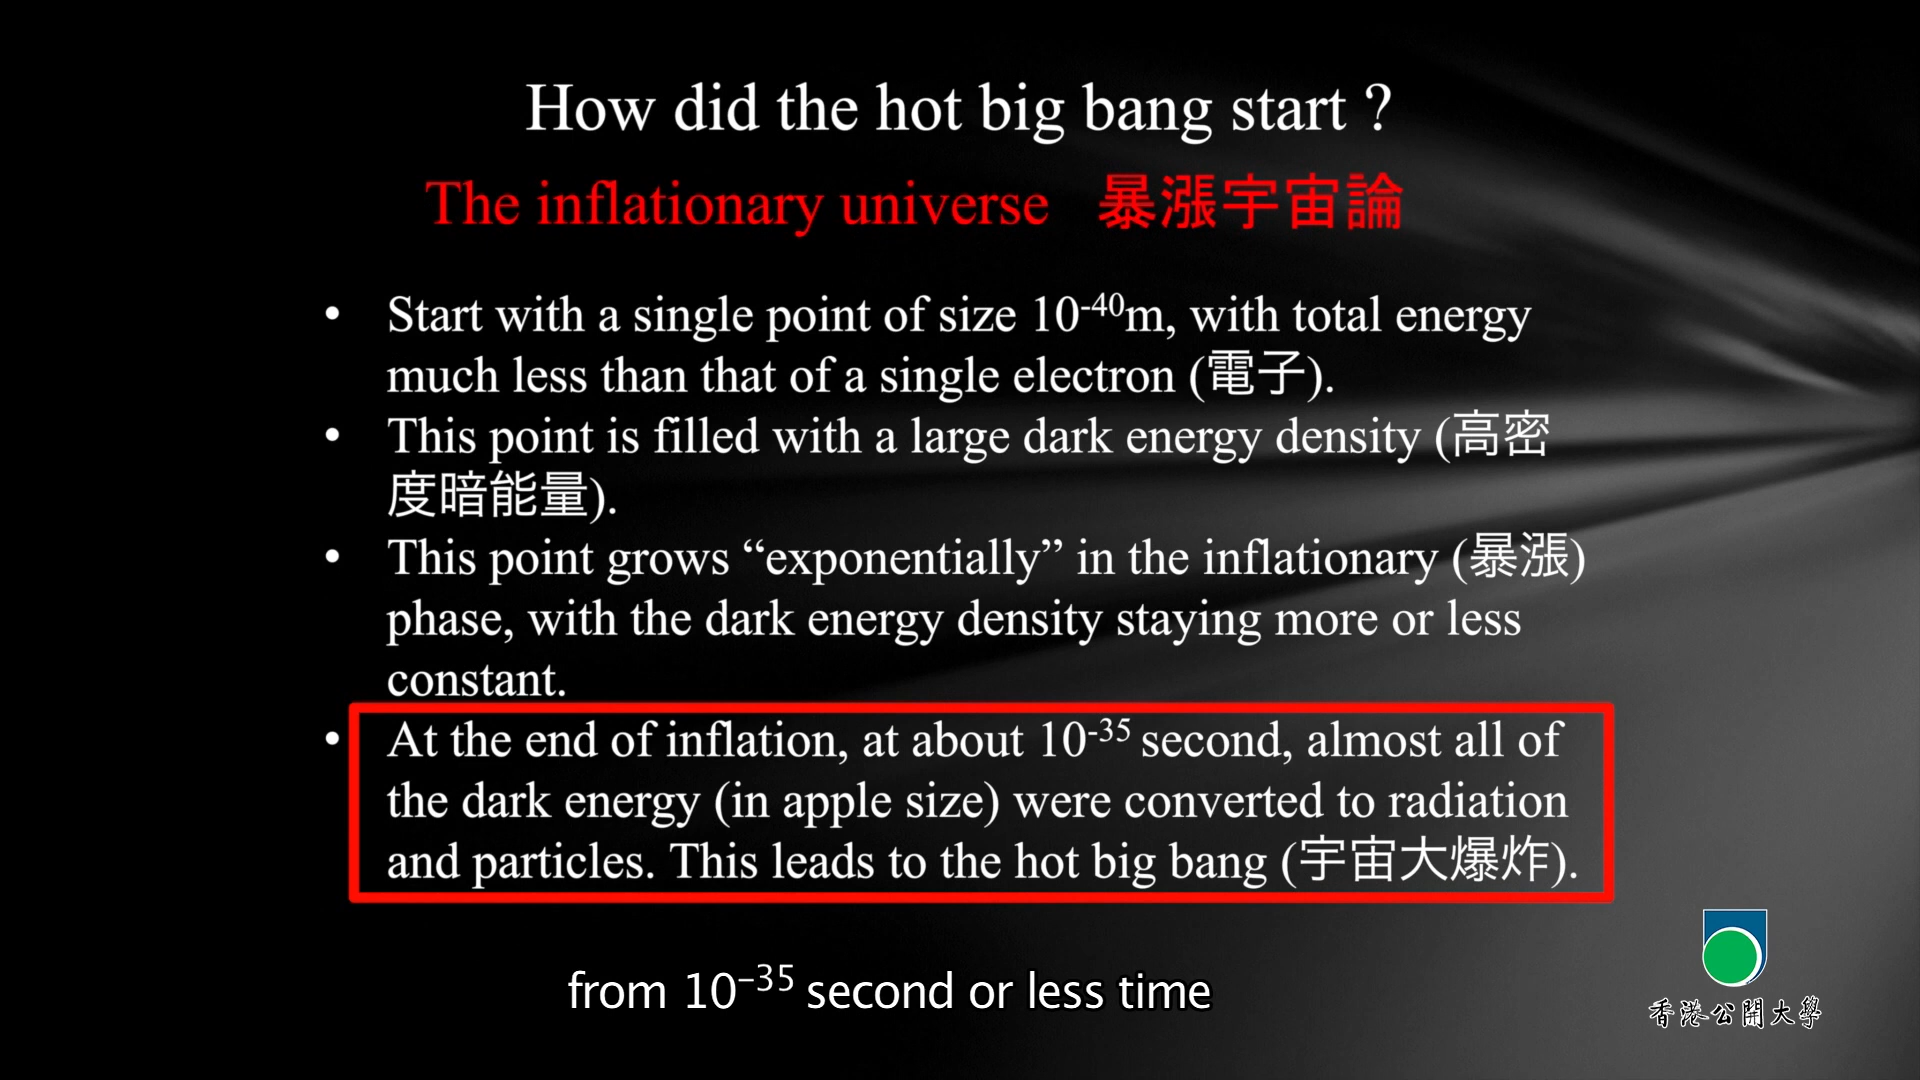 How did the hot big bang start ?
The inflationary universe 暴漲宇宙論
• Start with a single point of size 10⁻⁴⁰m, with total energy
much less than that of a single electron (電子).
• This point is filled with a large dark energy density (高密
度暗能量).
• This point grows “exponentially” in the inflationary (暴漲)
phase, with the dark energy density staying more or less
constant.
• At the end of inflation, at about 10⁻³⁵ second, almost all of
the dark energy (in apple size) were converted to radiation
and particles. This leads to the hot big bang (宇宙大爆炸).
from 10⁻³⁵ second or less time
香港公開大學